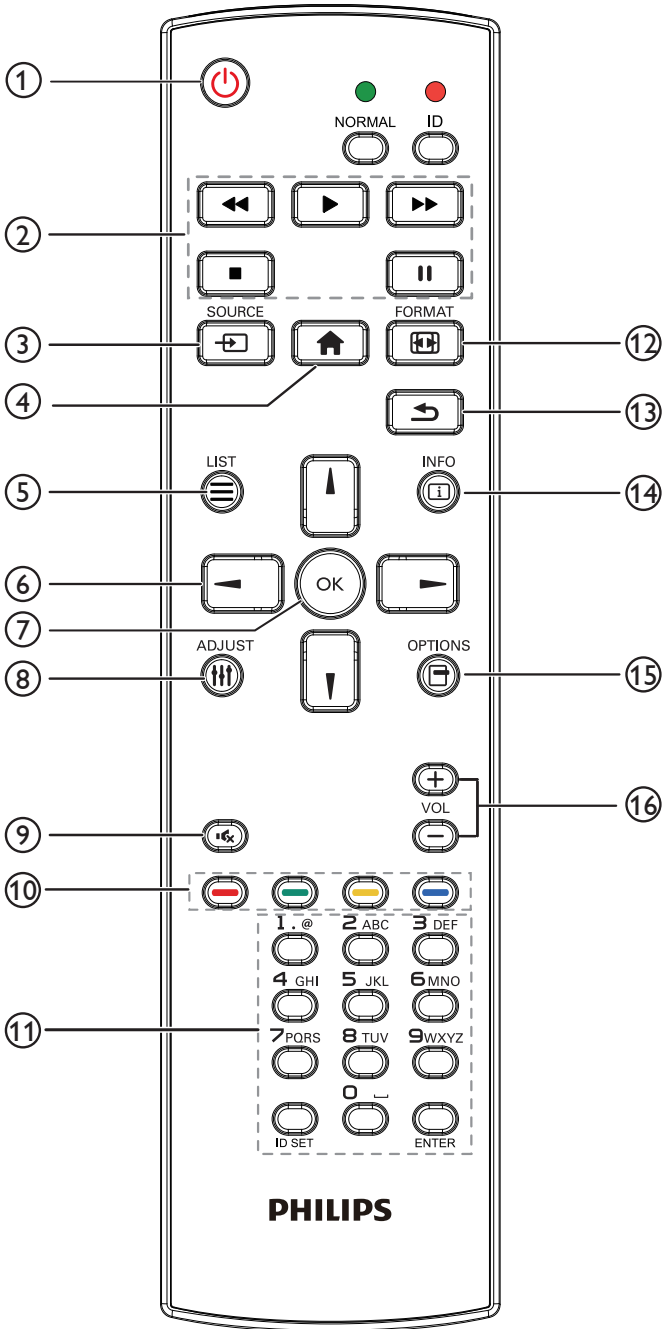 ①
NORMAL ID
②
SOURCE FORMAT
③ ⑫
④
⑬
LIST INFO
⑤ i ⑭
⑥
OK
⑦
ADJUST OPTIONS
⑧ ⑮
+
VOL ⑯
⑨ −
⑩
1 . @ 2 ABC 3 DEF
4 GHI 5 JKL 6 MNO
⑪
7 PQRS 8 TUV 9 WXYZ
0 ⎵
ID SET ENTER
PHILIPS